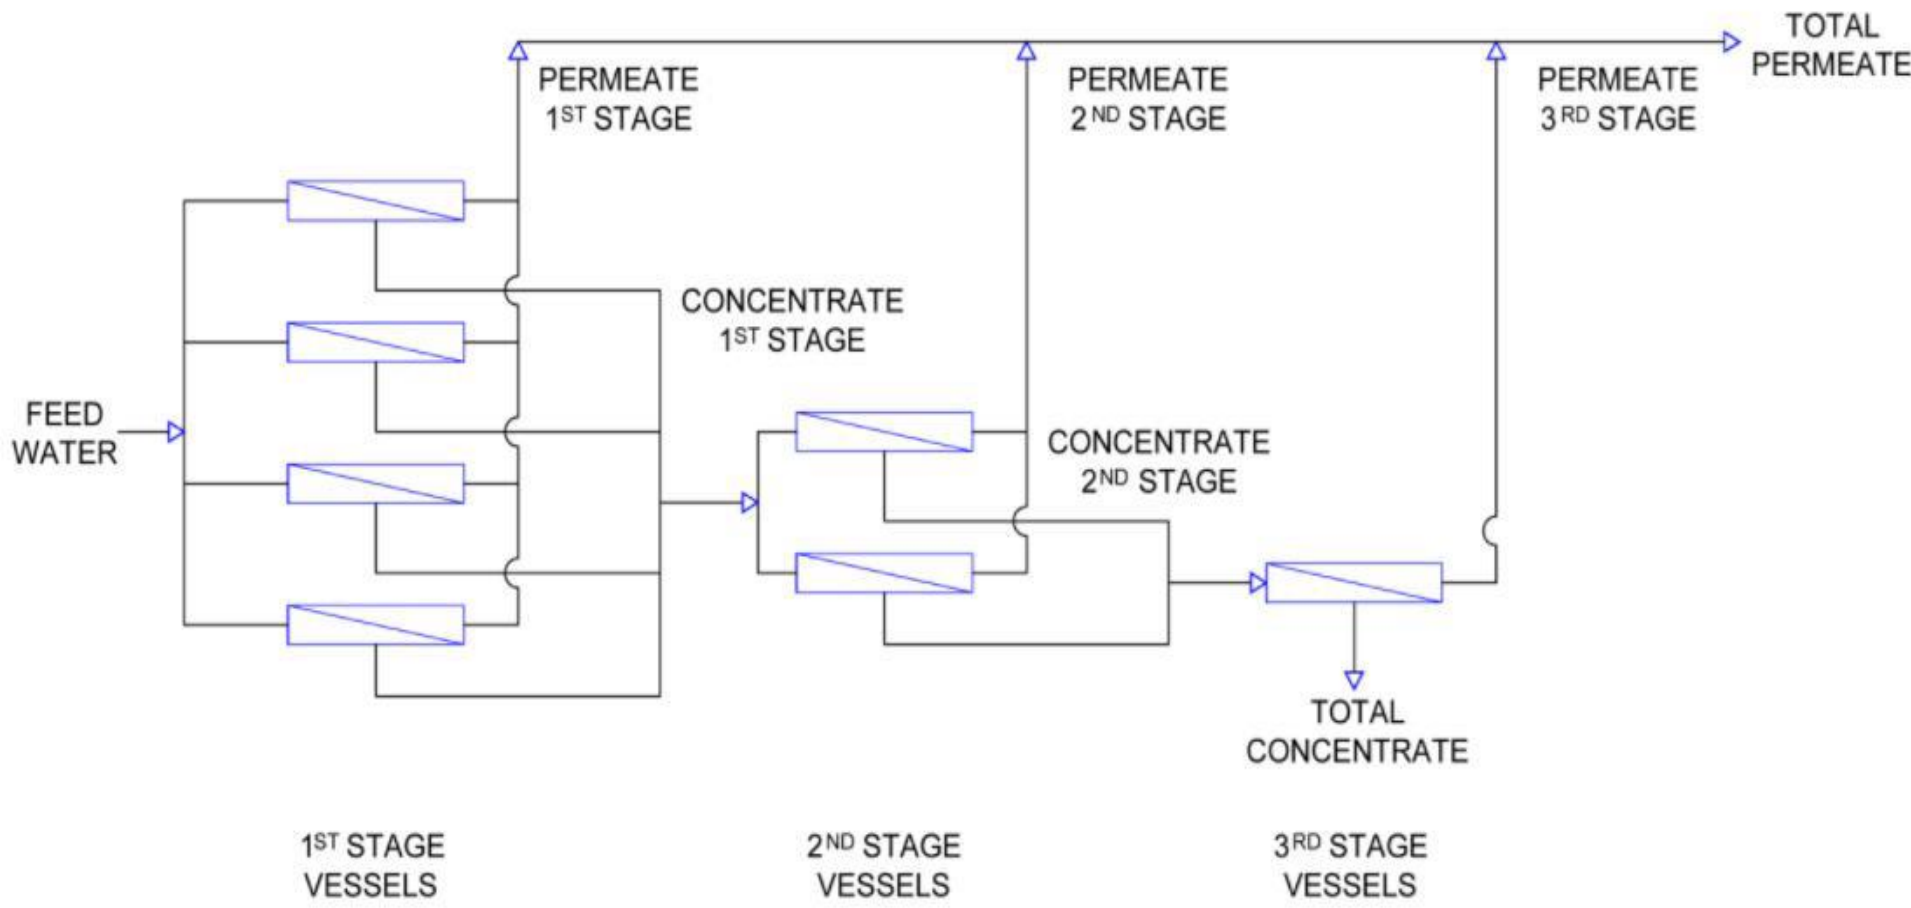 TOTAL
PERMEATE
PERMEATE
1ST STAGE
PERMEATE
2ND STAGE
PERMEATE
3RD STAGE
CONCENTRATE
1ST STAGE
FEED
WATER
CONCENTRATE
2ND STAGE
TOTAL
CONCENTRATE
1ST STAGE
VESSELS
2ND STAGE
VESSELS
3RD STAGE
VESSELS